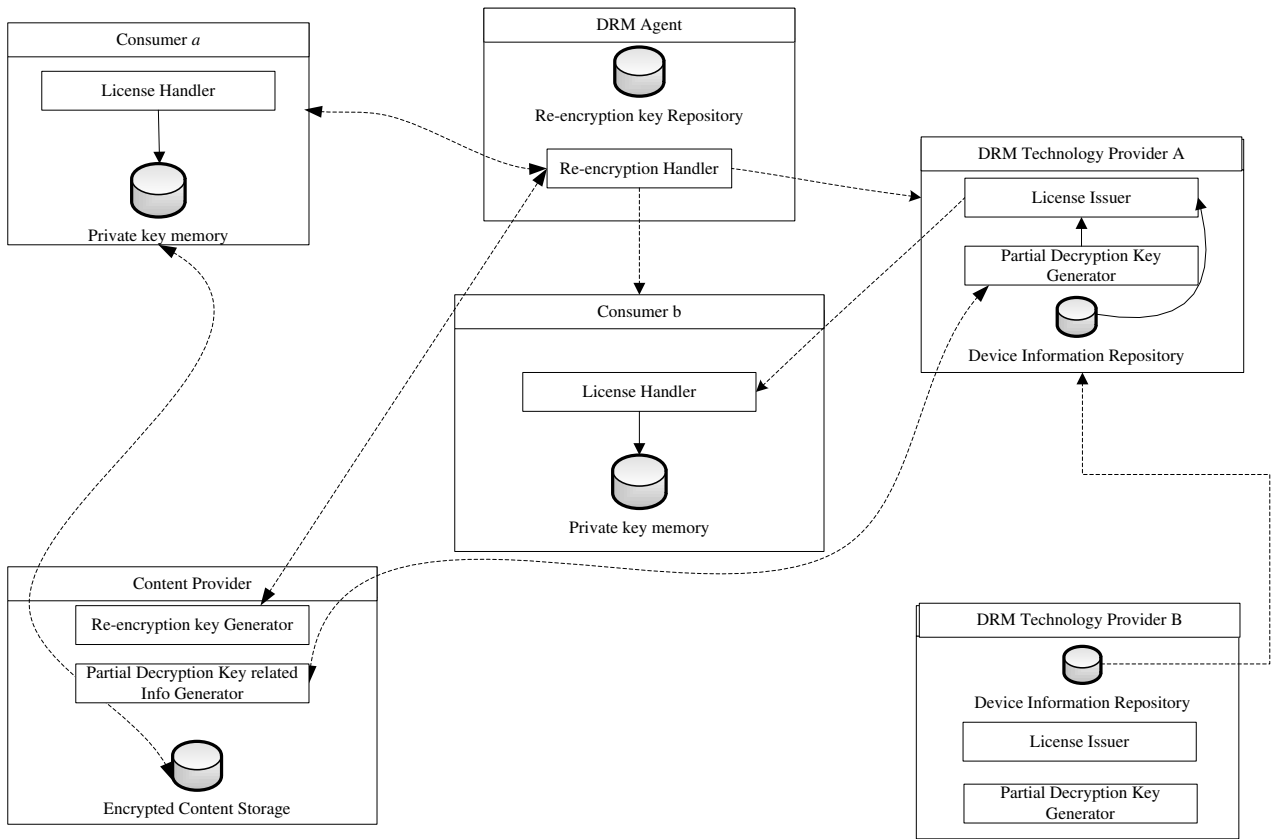 Consumer a
License Handler
Private key memory
DRM Agent
Re-encryption key Repository
Re-encryption Handler
DRM Technology Provider A
License Issuer
Partial Decryption Key
Generator
Device Information Repository
Consumer b
License Handler
Private key memory
Content Provider
Re-encryption key Generator
Partial Decryption Key related
Info Generator
Encrypted Content Storage
DRM Technology Provider B
Device Information Repository
License Issuer
Partial Decryption Key
Generator